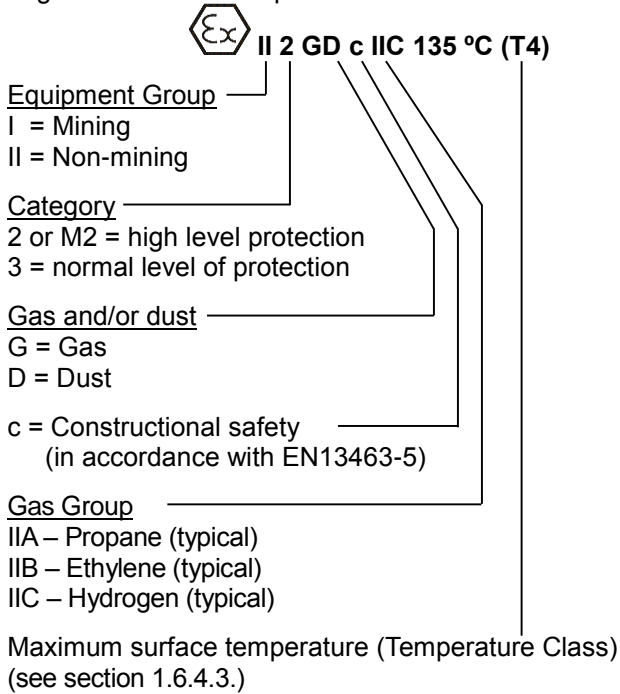 Ex II 2 GD c IIC 135 ºC (T4)
Equipment Group
I = Mining
II = Non-mining
Category
2 or M2 = high level protection
3 = normal level of protection
Gas and/or dust
G = Gas
D = Dust
c = Constructional safety
(in accordance with EN13463-5)
Gas Group
IIA – Propane (typical)
IIB – Ethylene (typical)
IIC – Hydrogen (typical)
Maximum surface temperature (Temperature Class)
(see section 1.6.4.3.)